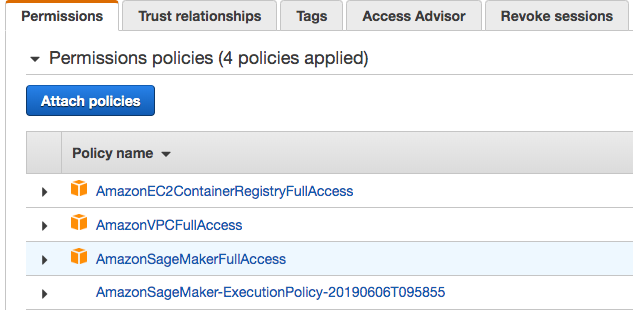 Permissions Trust relationships Tags Access Advisor Revoke sessions
Permissions policies (4 policies applied)
Attach policies
Policy name
AmazonEC2ContainerRegistryFullAccess
AmazonVPCFullAccess
AmazonSageMakerFullAccess
AmazonSageMaker-ExecutionPolicy-20190606T095855